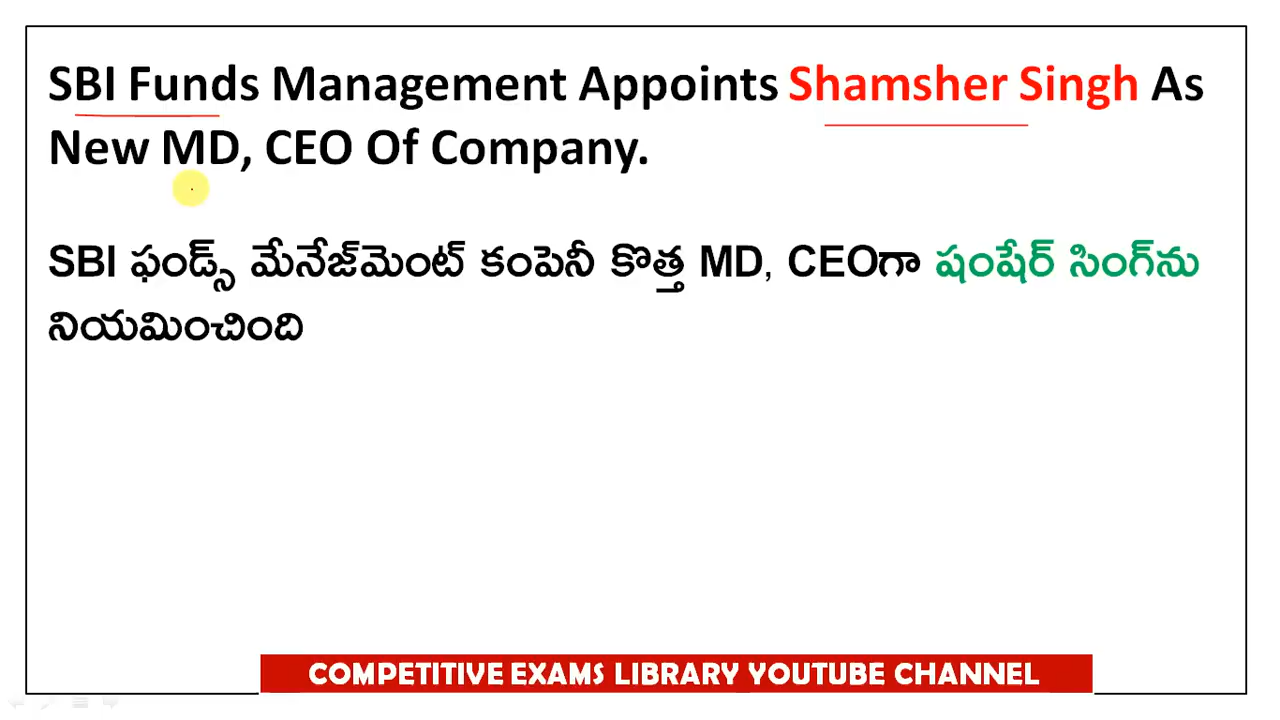 SBI Funds Management Appoints Shamsher Singh As
New MD, CEO Of Company.
SBI ఫండ్స్ మేనేజ్‌మెంట్ కంపెనీ కొత్త MD, CEOగా షంషేర్ సింగ్‌ను
నియమించింది
COMPETITIVE EXAMS LIBRARY YOUTUBE CHANNEL